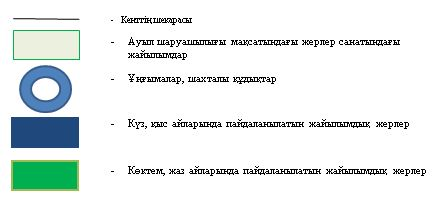 - Кенттің шекарасы
- Ауыл шаруашылығы мақсатындағы жерлер санатындағы
жайылымдар
- Ұңғымалар, шахталы құдықтар
- Күз, қыс айларында пайдаланылатын жайылымдық жерлер
- Көктем, жаз айларында пайдаланылатын жайылымдық жерлер